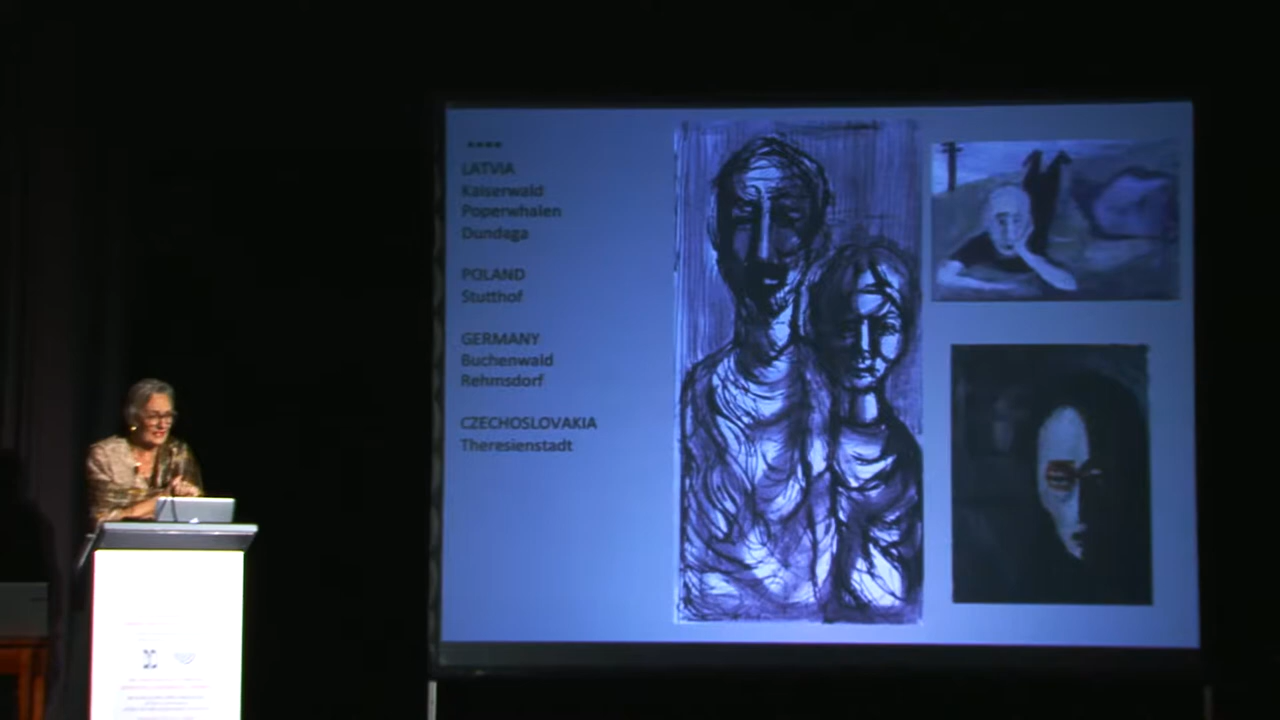 ****
LATVIA
Kaiserwald
Poperwhalen
Dundaga
POLAND
Stutthof
GERMANY
Buchenwald
Rehmsdorf
CZECHOSLOVAKIA
Theresienstadt